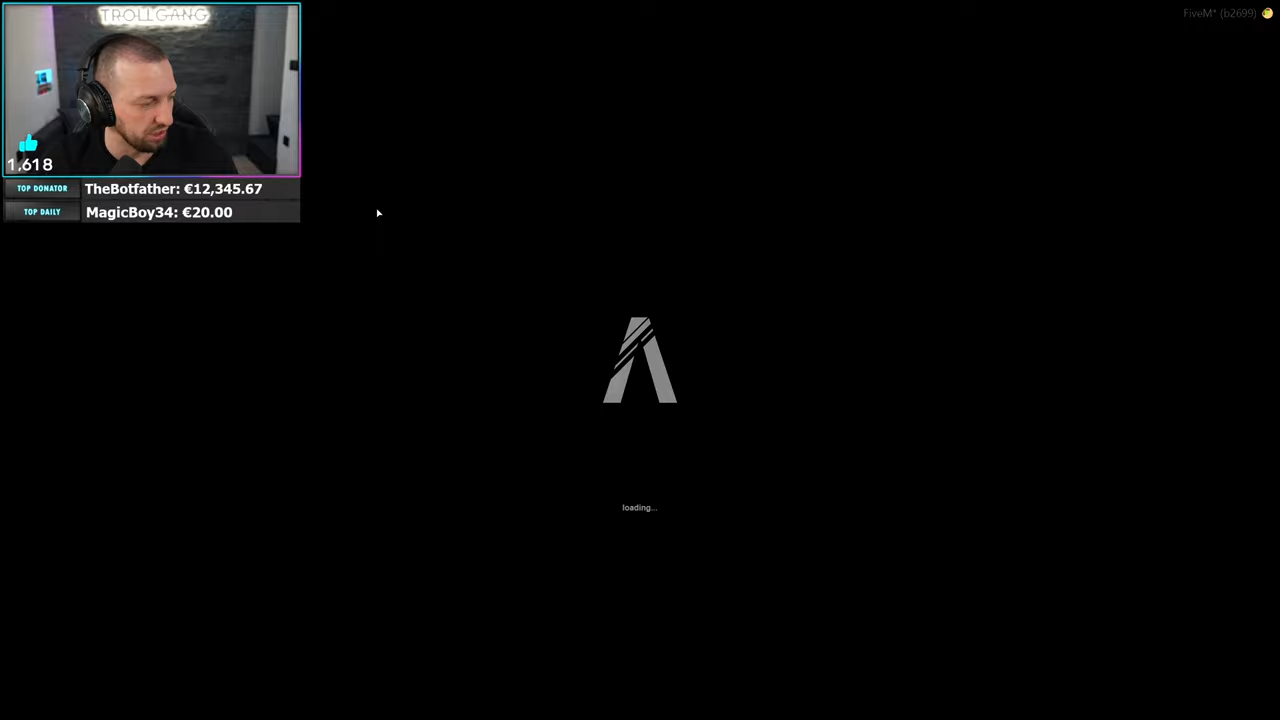 TROLLGANG
FiveM* (b2699)
1,618
TOP DONATOR
TheBotfather: €12,345.67
TOP DAILY
MagicBoy34: €20.00
loading...